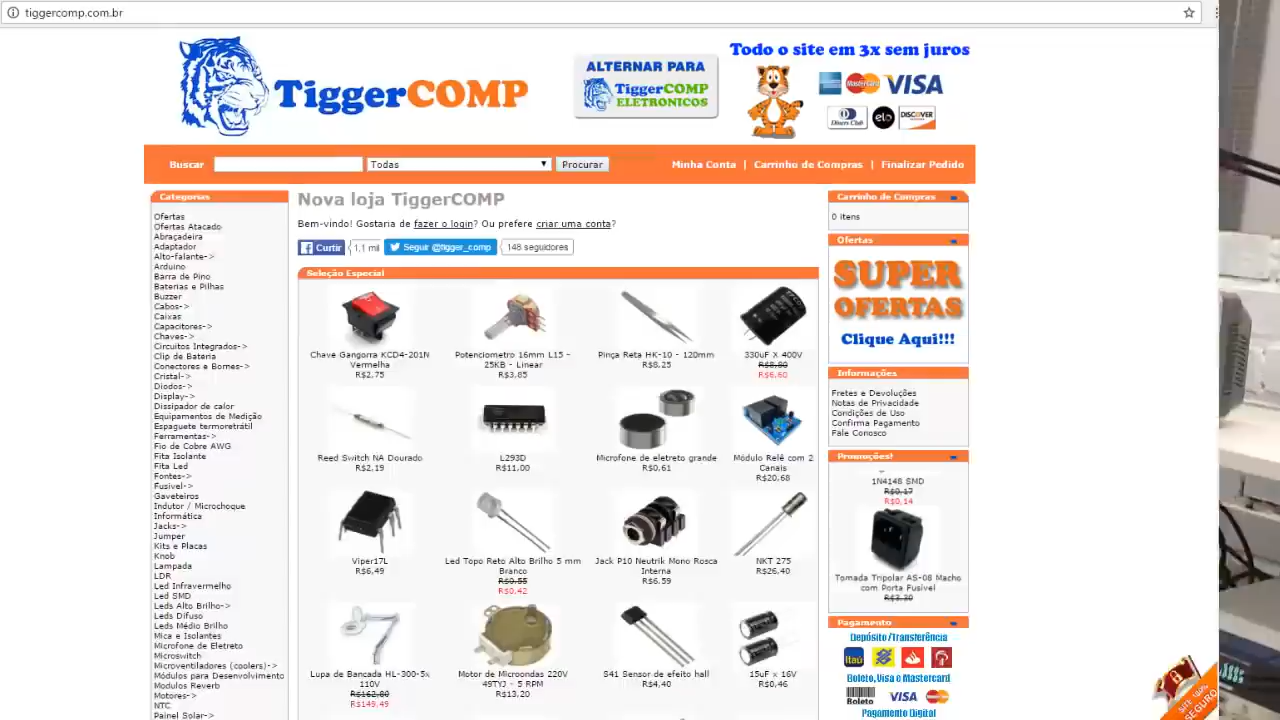 tiggercomp.com.br
TiggerCOMP
ALTERNAR PARA
TiggerCOMP
ELETRONICOS
Todo o site em 3x sem juros
MasterCard
VISA
Diners Club
elo
DISCOVER
Buscar
Todas
Procurar
Minha Conta | Carrinho de Compras | Finalizar Pedido
Categorias
Ofertas
Ofertas Atacado
Abraçadeira
Adaptador
Alto-falante->
Arduino
Barra de Pino
Baterias e Pilhas
Buzzer
Cabos->
Caixas
Capacitores->
Chaves->
Circuitos Integrados->
Clip de Bateria
Conectores e Bornes->
Cristal->
Diodos->
Display->
Dissipador de calor
Equipamentos de Medição
Espaguete termoretrátil
Ferramentas->
Fio de Cobre AWG
Fita Isolante
Fita Led
Fontes->
Fusivel->
Gaveteiros
Indutor / Microchoque
Informática
Jacks->
Jumper
Kits e Placas
Knob
Lampada
LDR
Led Infravermelho
Led SMD
Leds Alto Brilho->
Leds Difuso
Leds Médio Brilho
Mica e Isolantes
Microfone de Eletreto
Microswitch
Microventiladores (coolers)->
Módulos para Desenvolvimento
Modulos Reverb
Motores->
NTC
Painel Solar->
Nova loja TiggerCOMP
Bem-vindo! Gostaria de fazer o login? Ou prefere criar uma conta?
Curtir
1,1 mil
Seguir @tigger_comp
148 seguidores
Seleção Especial
Chave Gangorra KCD4-201N
Vermelha
R$2,75
Potenciometro 16mm L15 -
25KB - Linear
R$3,85
Pinça Reta HK-10 - 120mm
R$8,25
330uF X 400V
R$8,80
R$6,60
Reed Switch NA Dourado
R$2,19
L293D
R$11,00
Microfone de eletreto grande
R$0,61
Módulo Relê com 2
Canais
R$20,68
Viper17L
R$6,49
Led Topo Reto Alto Brilho 5 mm
Branco
R$0,55
R$0,42
Jack P10 Neutrik Mono Rosca
Interna
R$6,59
NKT 275
R$26,40
Lupa de Bancada HL-300-5x
110V
R$162,80
R$149,49
Motor de Microondas 220V
49TYJ - 5 RPM
R$13,20
S41 Sensor de efeito hall
R$4,40
15uF x 16V
R$0,46
Carrinho de Compras
0 itens
Ofertas
SUPER
OFERTAS
Clique Aqui!!!
Informações
Fretes e Devoluções
Notas de Privacidade
Condições de Uso
Confirma Pagamento
Fale Conosco
Promoções!
1N4148 SMD
R$0,17
R$0,14
Tomada Tripolar AS-08 Macho
com Porta Fusível
R$3,30
Pagamento
Depósito/Transferência
Itaú
Boleto, Visa e Mastercard
Boleto
VISA
Pagamento Digital
SEGURO